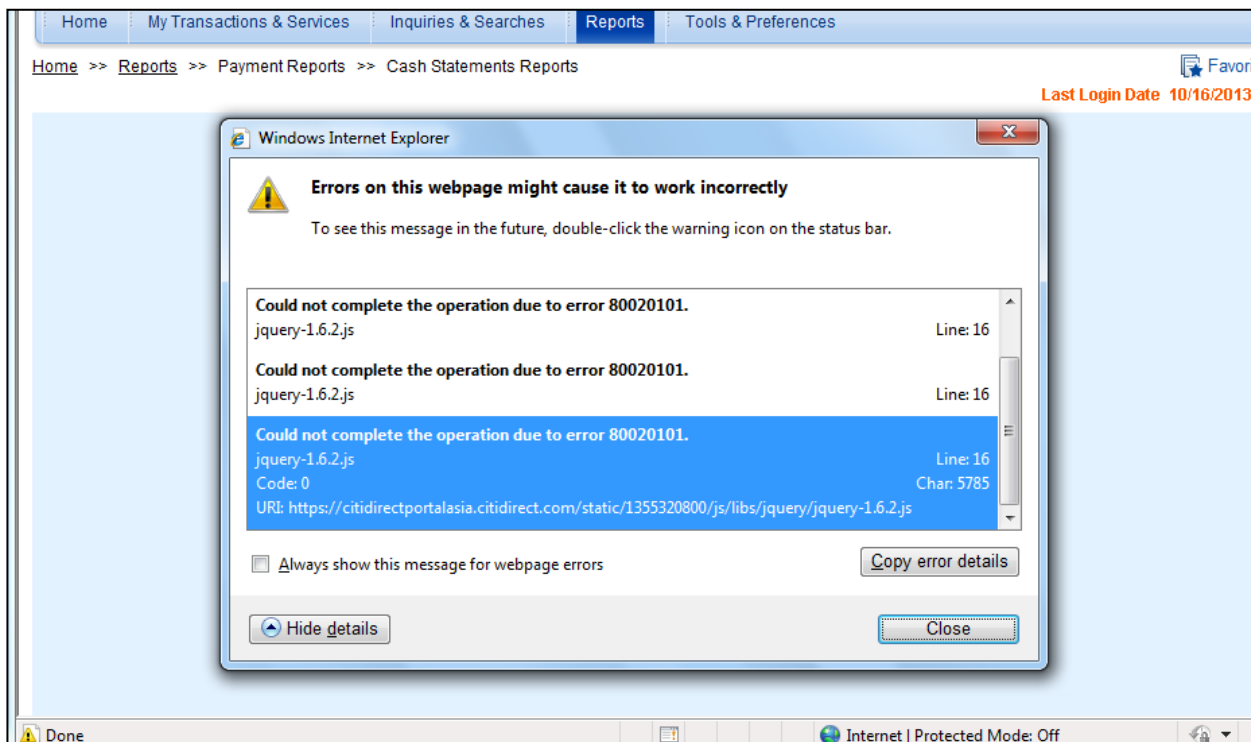 Home My Transactions & Services Inquiries & Searches Reports Tools & Preferences
Home >> Reports >> Payment Reports >> Cash Statements Reports
Favori
Last Login Date 10/16/2013
Windows Internet Explorer
Errors on this webpage might cause it to work incorrectly
To see this message in the future, double-click the warning icon on the status bar.
Could not complete the operation due to error 80020101.
jquery-1.6.2.js Line: 16
Could not complete the operation due to error 80020101.
jquery-1.6.2.js Line: 16
Could not complete the operation due to error 80020101.
jquery-1.6.2.js Line: 16
Code: 0 Char: 5785
URI: https://citidirectportalasia.citidirect.com/static/1355320800/js/libs/jquery/jquery-1.6.2.js
Always show this message for webpage errors
Copy error details
Hide details
Close
Done Internet | Protected Mode: Off